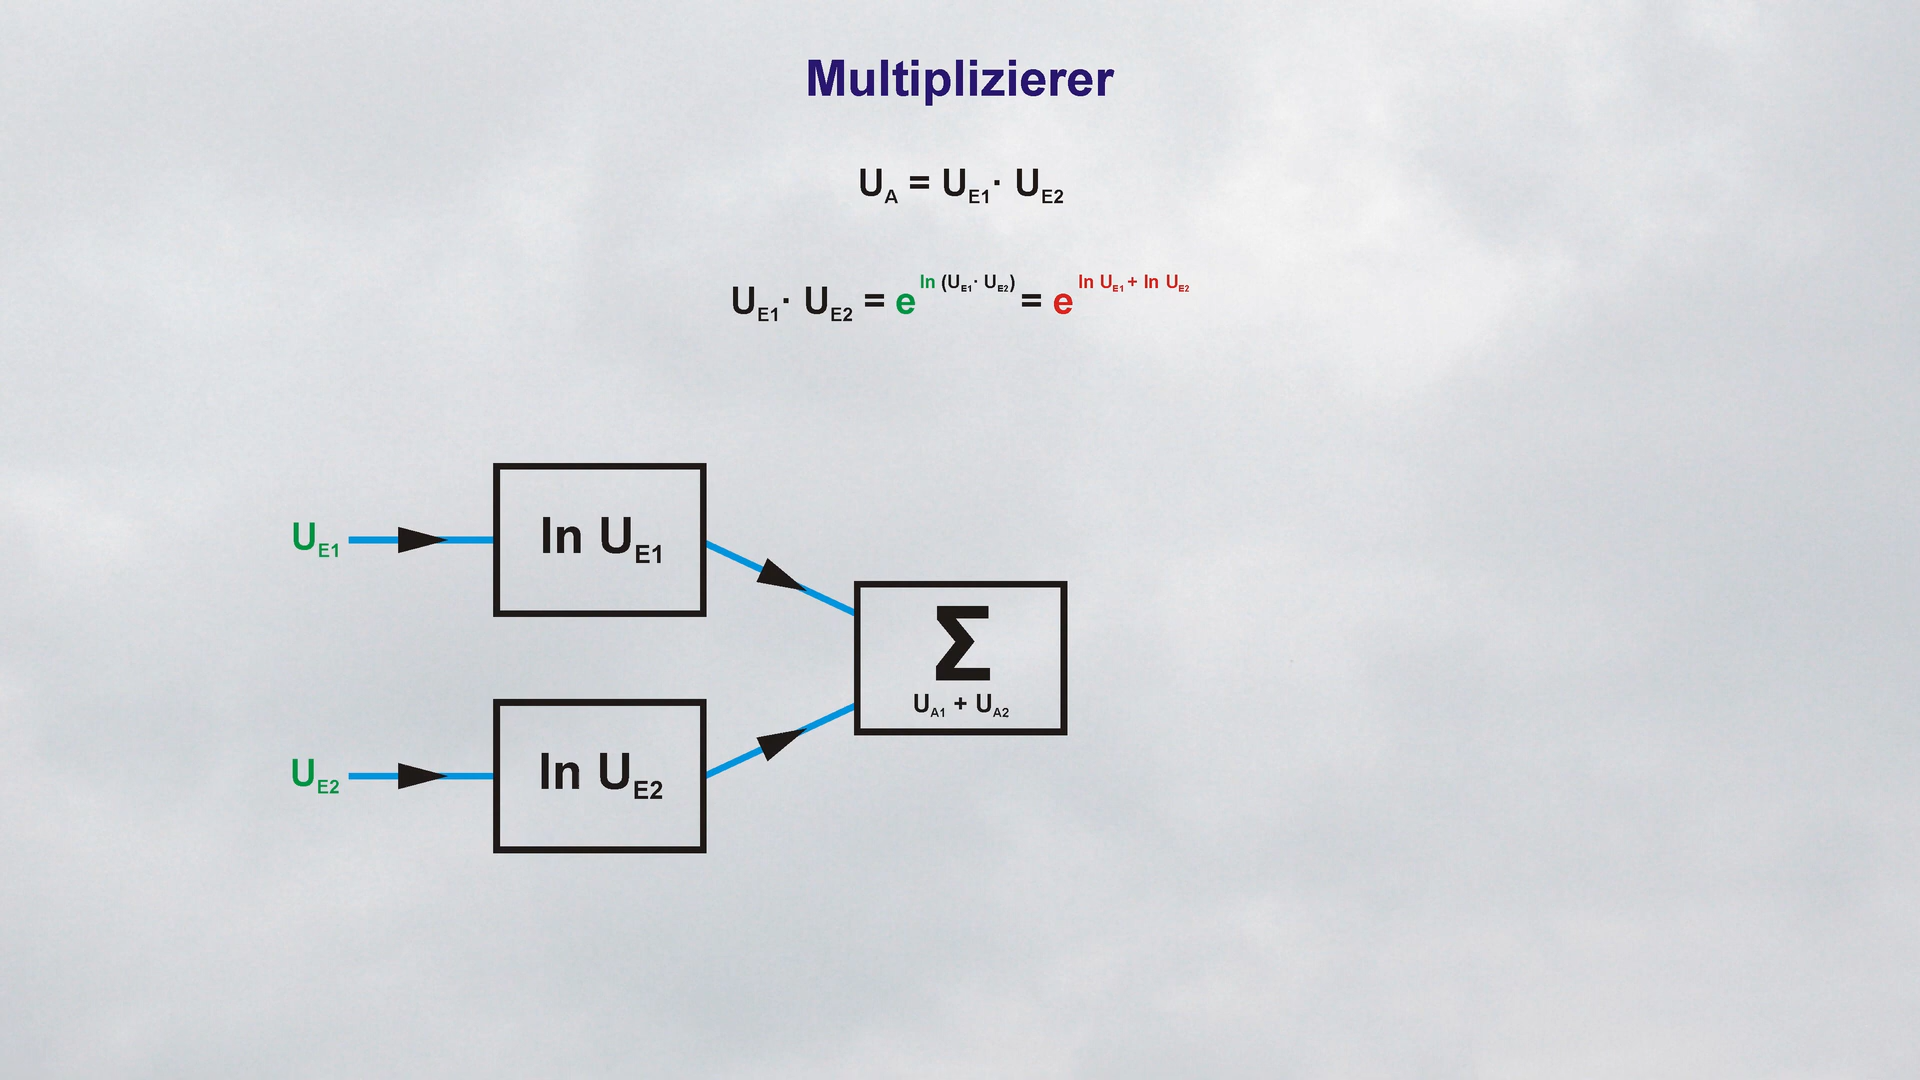 Multiplizierer
U_A = U_E1 · U_E2
U_E1 · U_E2 = e^ln (U_E1 · U_E2) = e^ln U_E1 + ln U_E2
U_E1
ln U_E1
Σ
U_A1 + U_A2
U_E2
ln U_E2